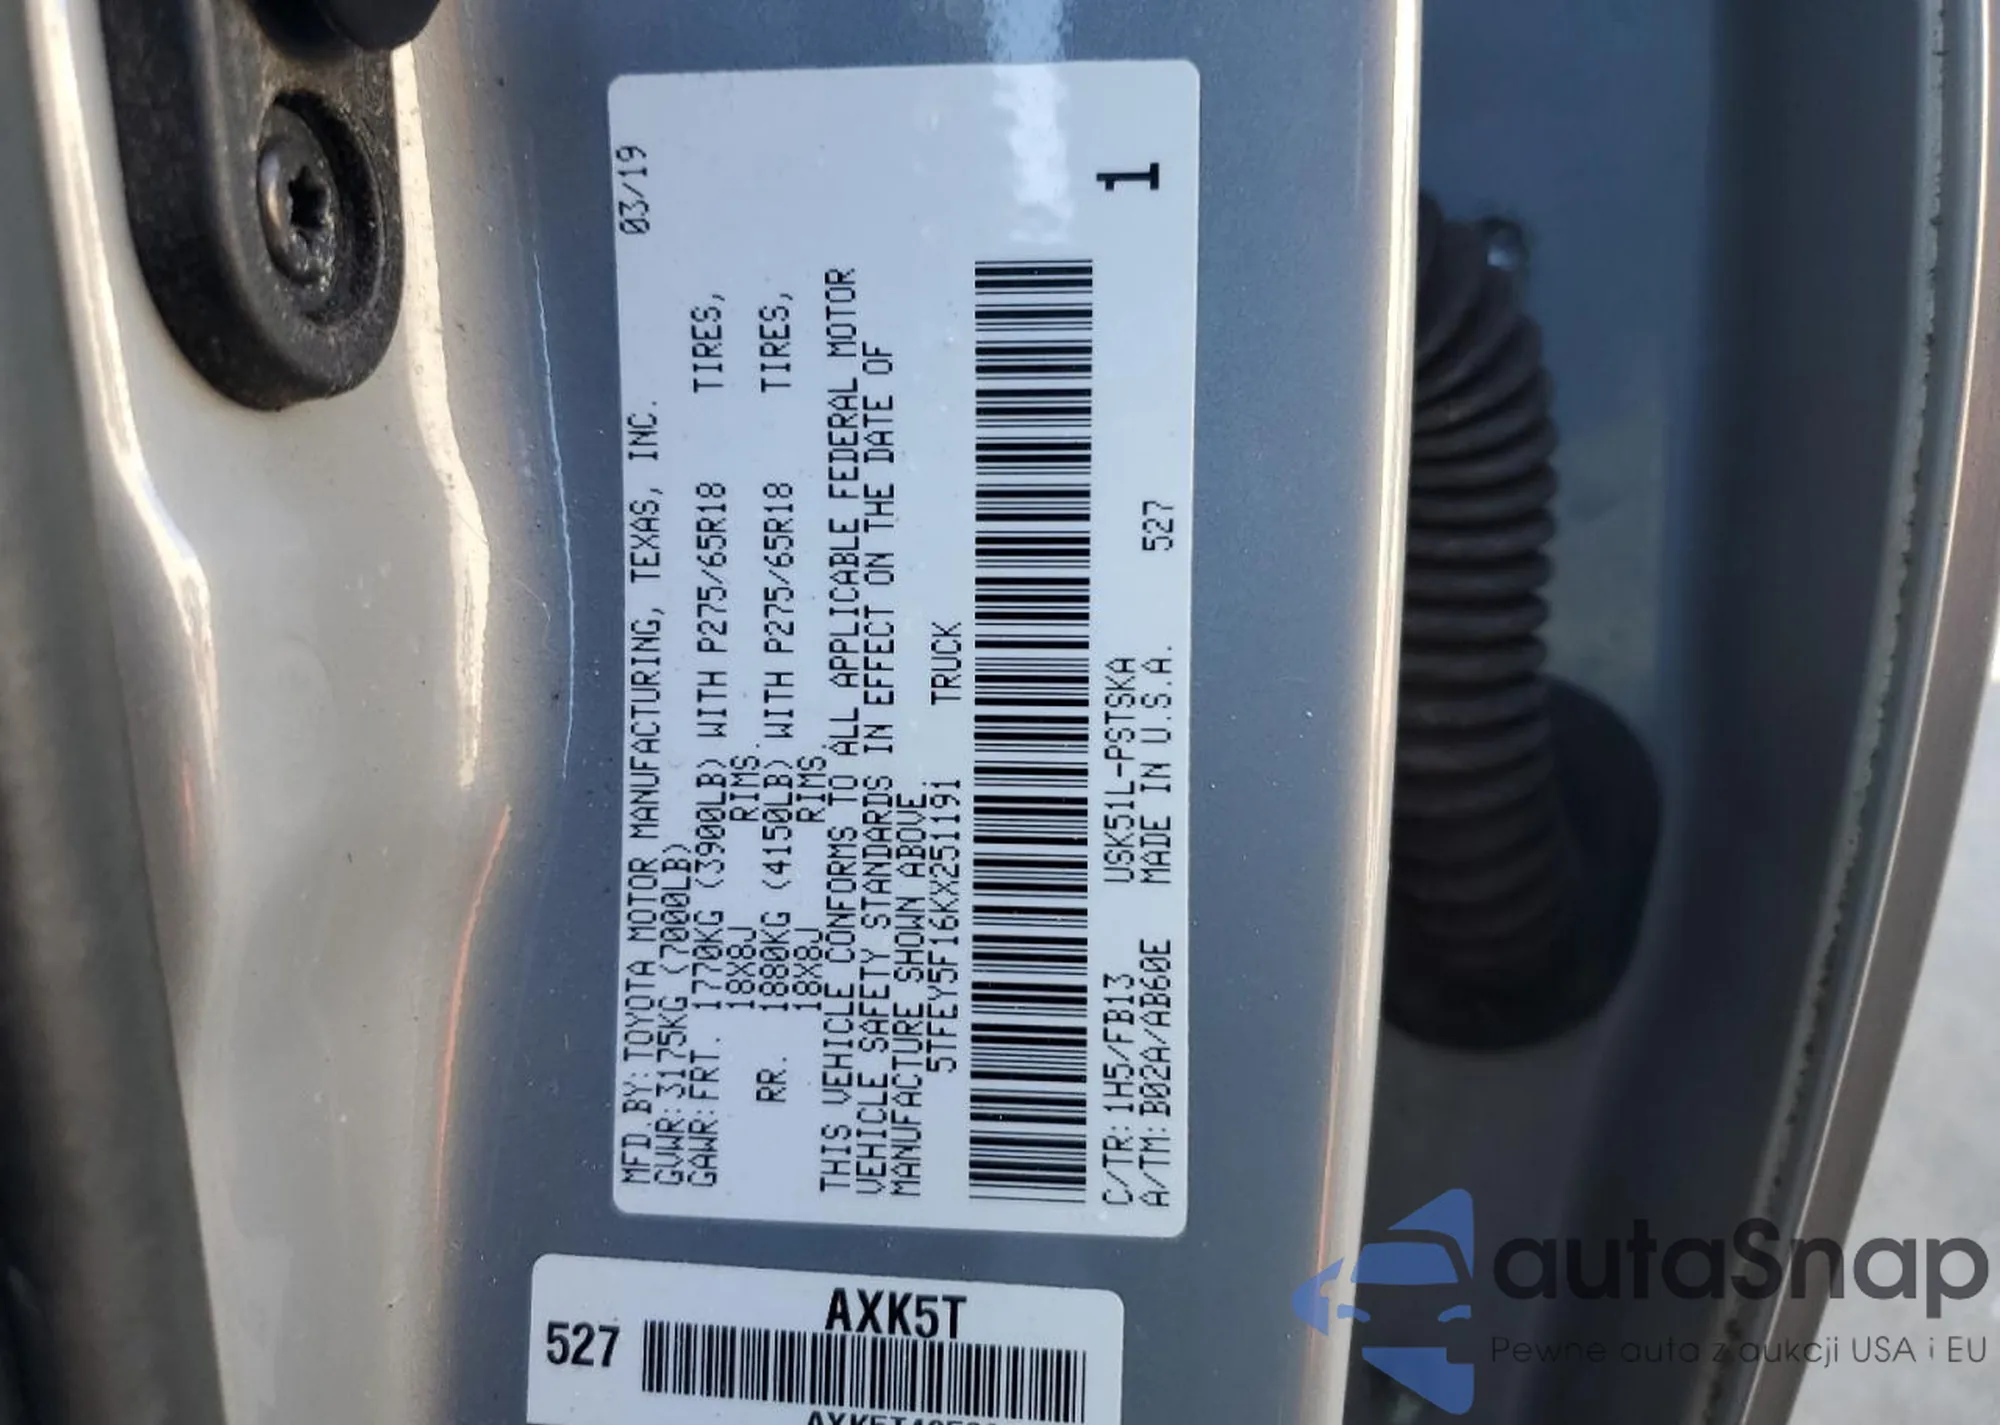 MFD.BY:TOYOTA MOTOR MANUFACTURING, TEXAS, INC. 03/19
GVWR:3175KG (7000LB)
GAWR:FRT. 1770KG (3900LB) WITH P275/65R18 TIRES,
18X8J RIMS.
RR. 1880KG (4150LB) WITH P275/65R18 TIRES,
18X8J RIMS
THIS VEHICLE CONFORMS TO ALL APPLICABLE FEDERAL MOTOR
VEHICLE SAFETY STANDARDS IN EFFECT ON THE DATE OF
MANUFACTURE SHOWN ABOVE
5TFEY5F16KX251191 TRUCK
C/TR:1H5/FB13 USK51L-PSTSKA
A/TM:B02A/AB60E MADE IN U.S.A. 527
1
AXK5T
527
autaSnap
Pewne auta z aukcji USA i EU